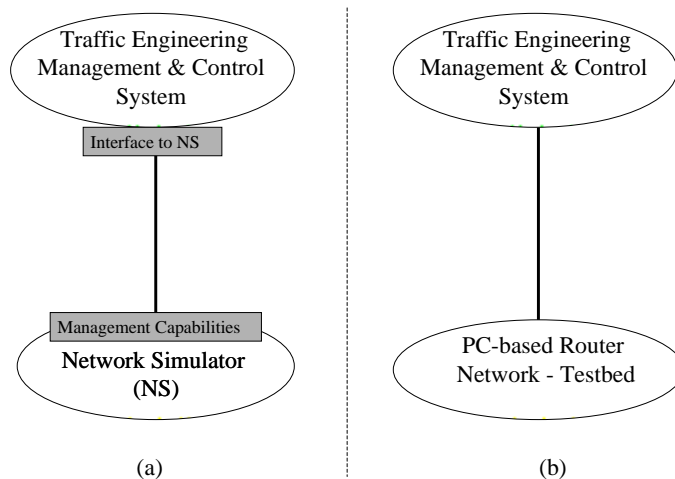 Traffic Engineering
Management & Control
System
Interface to NS
Management Capabilities
Network Simulator
(NS)
(a)
Traffic Engineering
Management & Control
System
PC-based Router
Network - Testbed
(b)